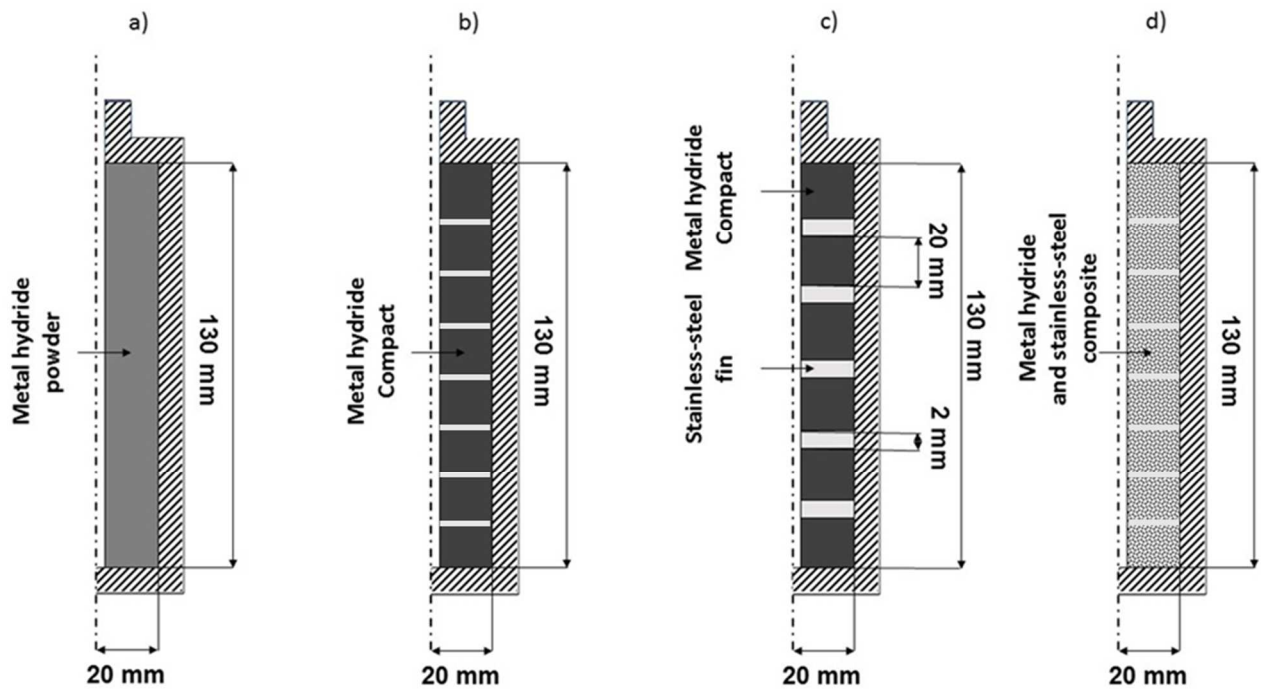 a)
Metal hydride
powder
130 mm
20 mm
b)
Metal hydride
Compact
130 mm
20 mm
c)
Metal hydride
Compact
Stainless-steel
fin
20 mm
2 mm
130 mm
20 mm
d)
Metal hydride
and stainless-steel
composite
130 mm
20 mm